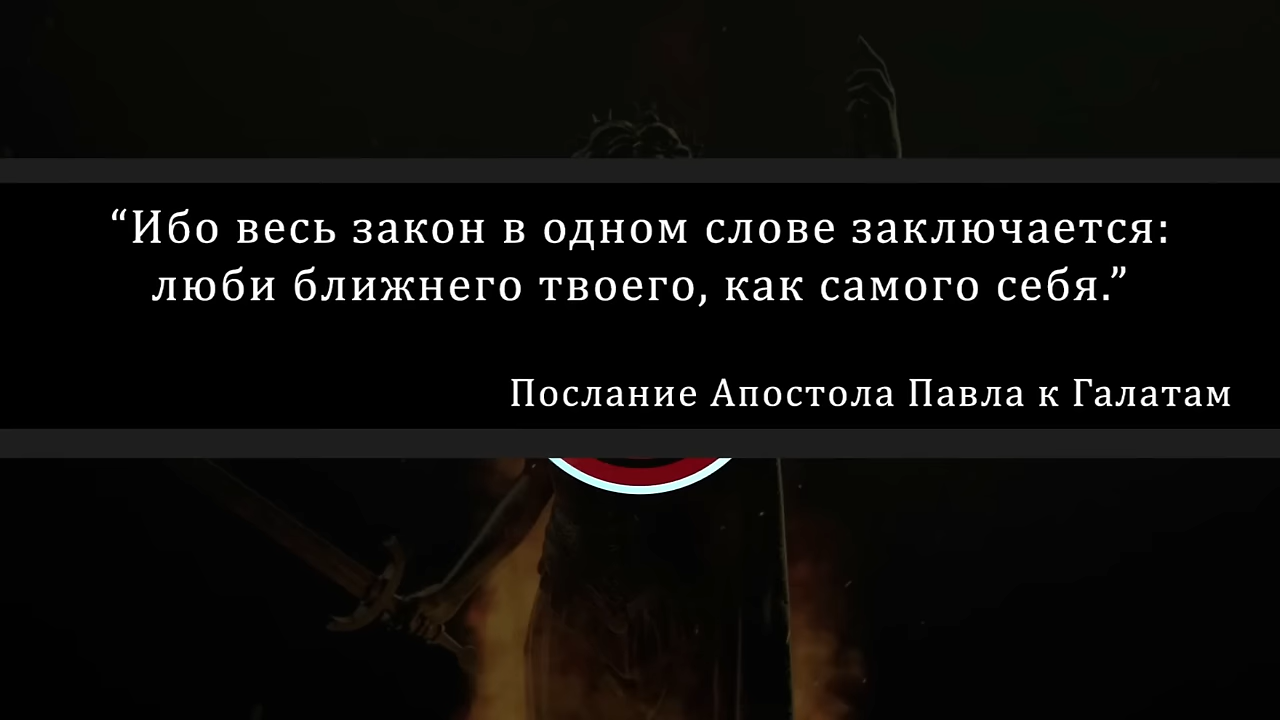 “Ибо весь закон в одном слове заключается:
люби ближнего твоего, как самого себя.”
Послание Апостола Павла к Галатам